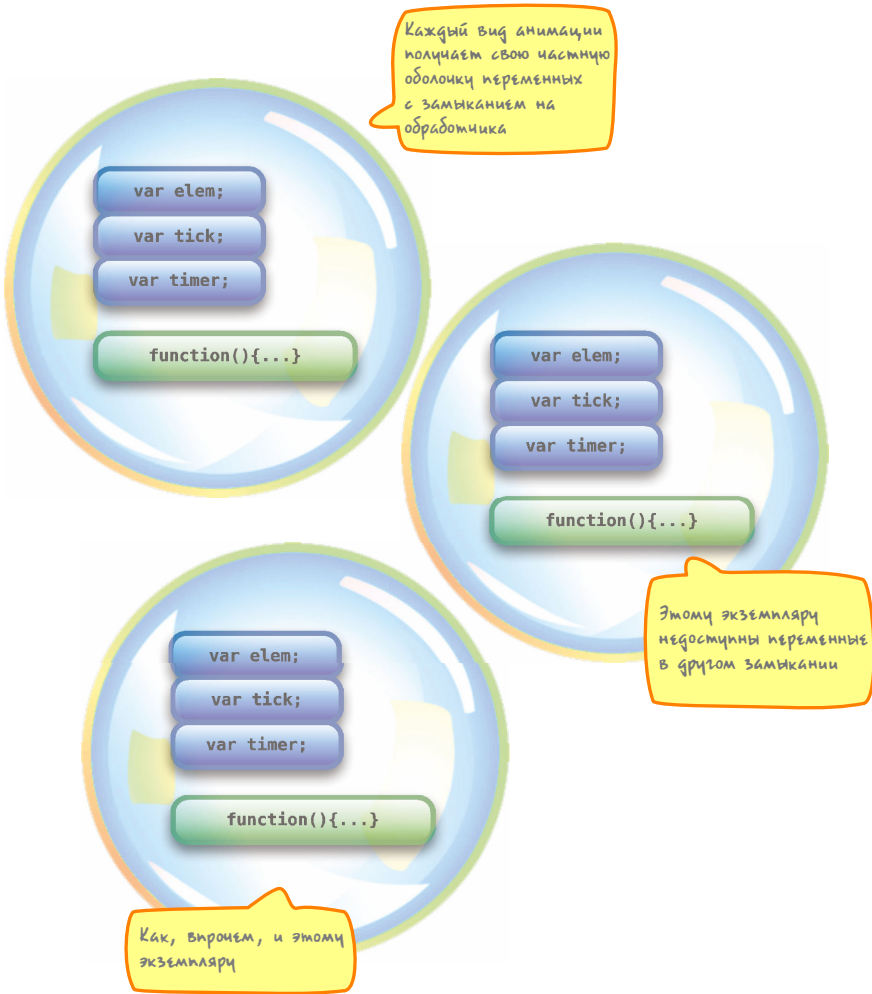 Каждый вид анимации
получает свою частную
оболочку переменных
с замыканием на
обработчика
var elem;
var tick;
var timer;
function(){...}
var elem;
var tick;
var timer;
function(){...}
Этому экземпляру
недоступны переменные
в другом замыкании
var elem;
var tick;
var timer;
function(){...}
Как, впрочем, и этому
экземпляру